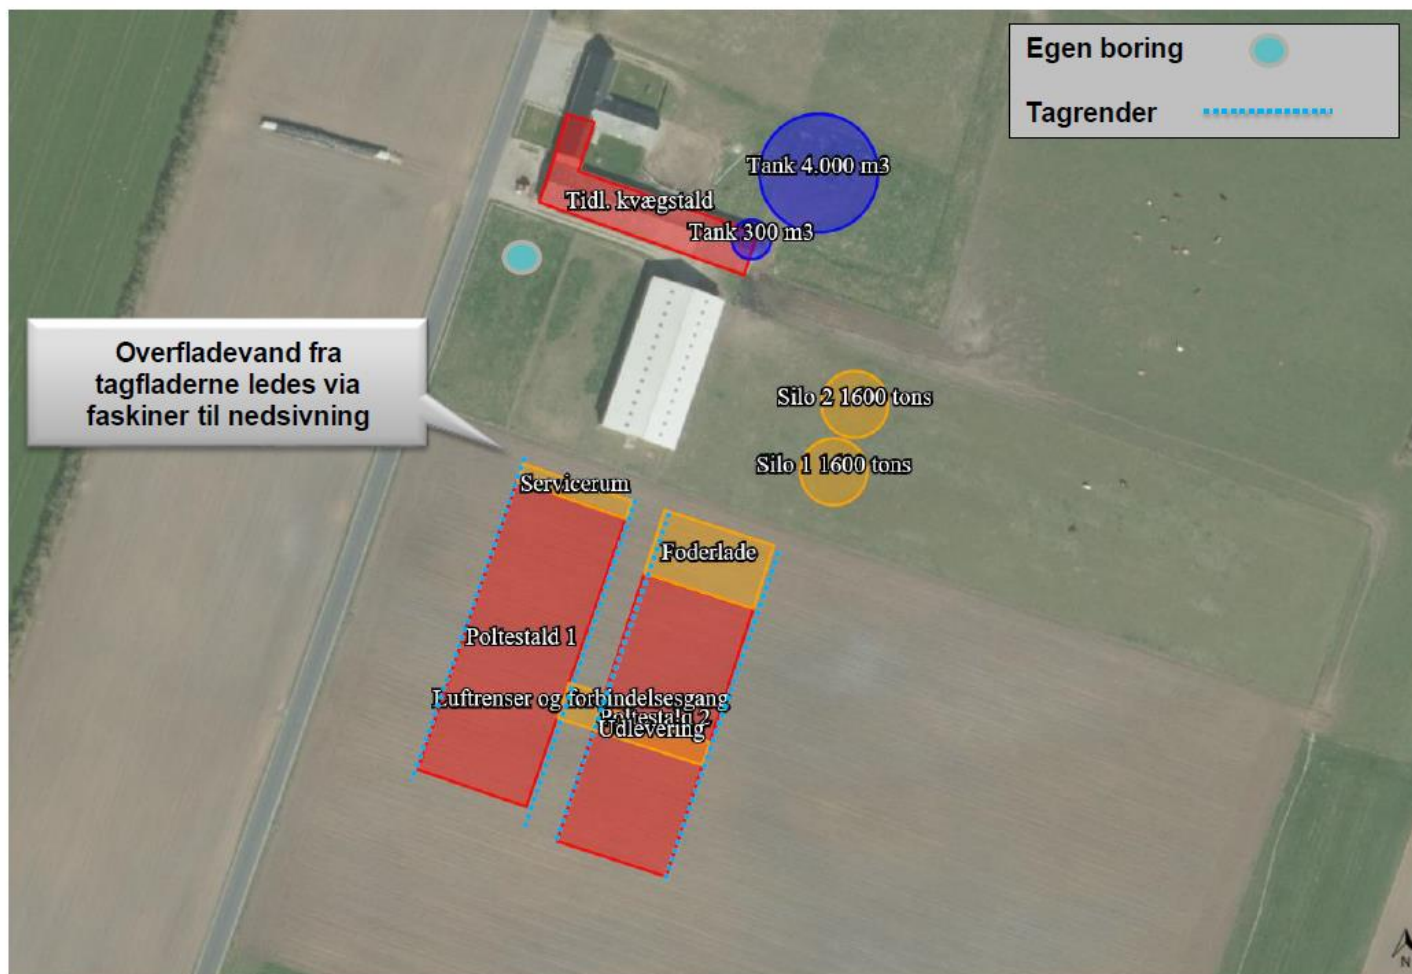 Egen boring
Tagrender
Tank 4.000 m3
Tidl. kvægstald
Tank 300 m3
Overfladevand fra
tagfladerne ledes via
faskiner til nedsivning
Silo 2 1600 tons
Silo 1 1600 tons
Servicerum
Foderlade
Poltestald 1
Luftrenser og forbindelsesgang
Poltestald 2
Udlevering
N